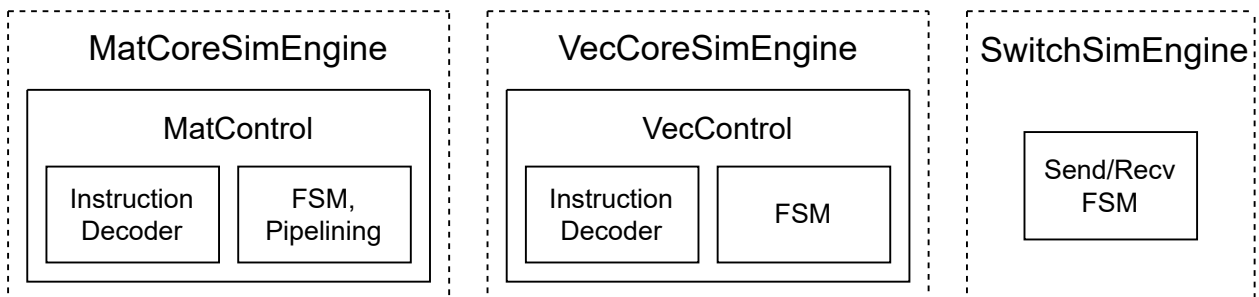 MatCoreSimEngine
MatControl
Instruction
Decoder
FSM,
Pipelining
VecCoreSimEngine
VecControl
Instruction
Decoder
FSM
SwitchSimEngine
Send/Recv
FSM